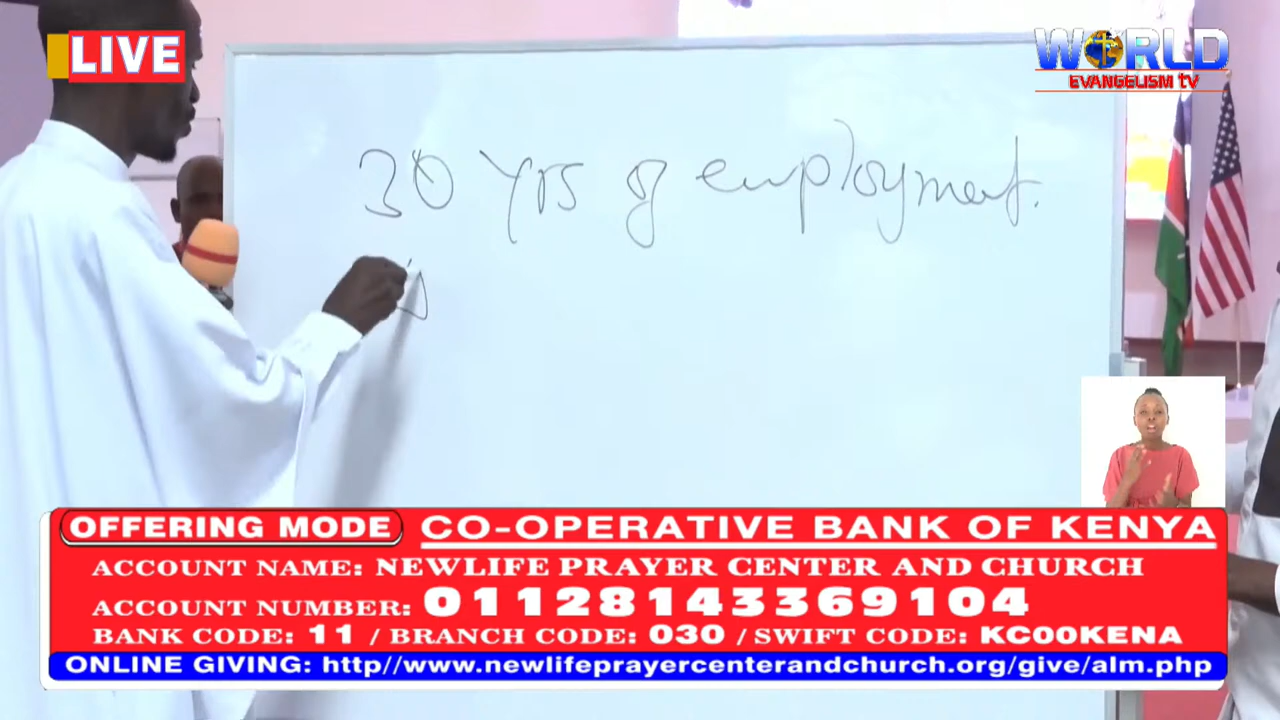 LIVE
WORLD
EVANGELISM TV
30 yrs of employment.
OFFERING MODE
CO-OPERATIVE BANK OF KENYA
ACCOUNT NAME: NEWLIFE PRAYER CENTER AND CHURCH
ACCOUNT NUMBER: 01128143369104
BANK CODE: 11 / BRANCH CODE: 030 / SWIFT CODE: KCOOKENA
ONLINE GIVING: http//www.newlifeprayercenterandchurch.org/give/alm.php